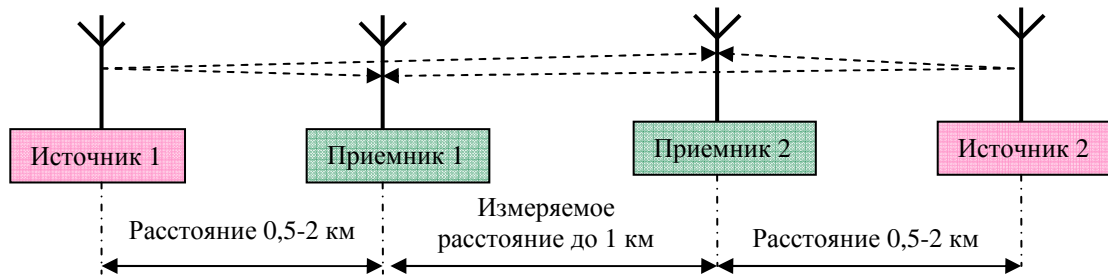 Источник 1
Приемник 1
Приемник 2
Источник 2
Расстояние 0,5-2 км
Измеряемое
расстояние до 1 км
Расстояние 0,5-2 км